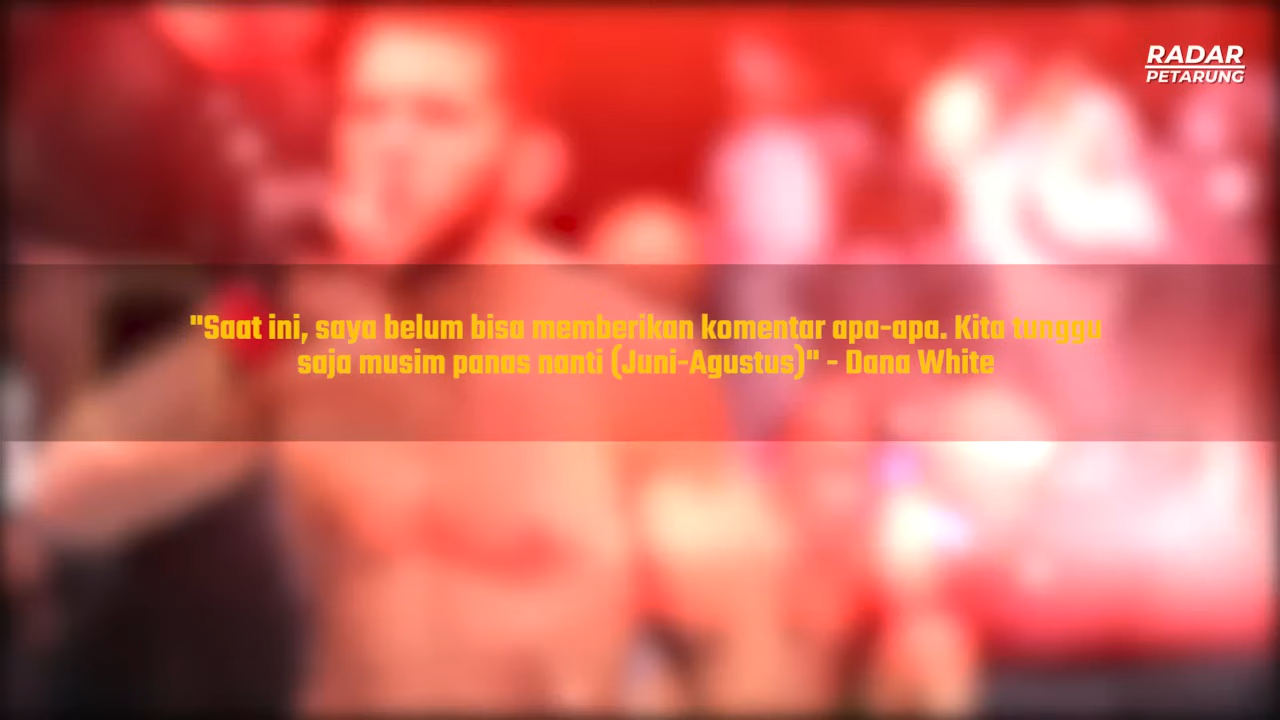 RADAR
PETARUNG
"Saat ini, saya belum bisa memberikan komentar apa-apa. Kita tunggu
saja musim panas nanti (Juni-Agustus)" - Dana White